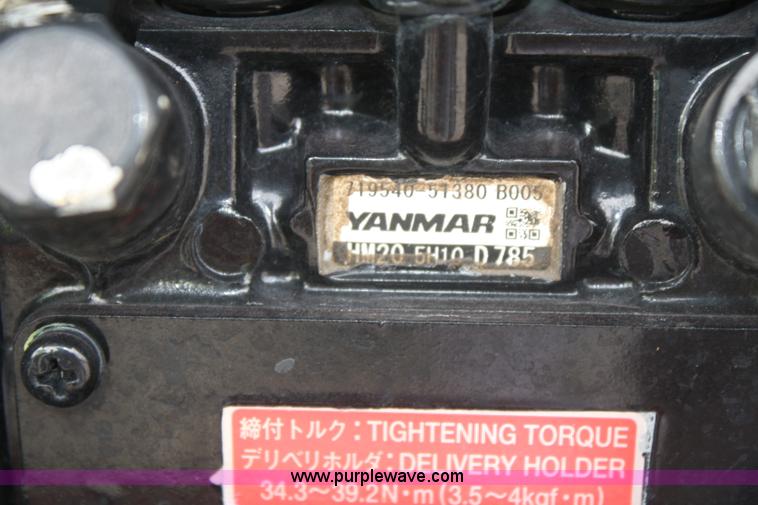 719540-51380 B005
YANMAR
HM20 5H10 D785
締付トルク:TIGHTENING TORQUE
デリベリホルダ:DELIVERY HOLDER
www.purplewave.com
34.3~39.2N·m(3.5~4kgf·m)